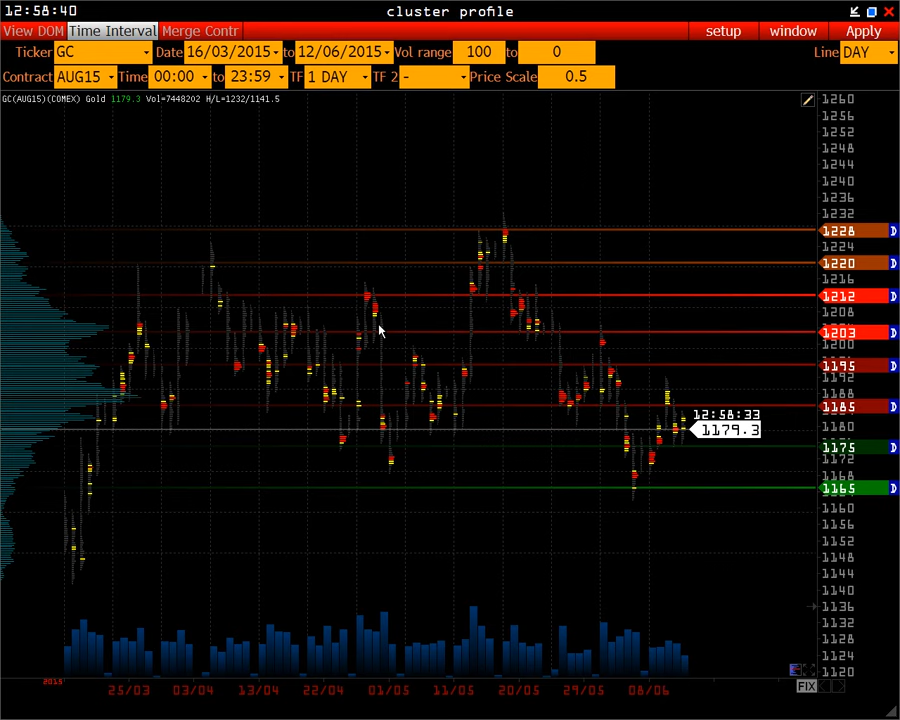 12:58:40 cluster profile
View DOM Time Interval Merge Contr setup window Apply
Ticker GC Date 16/03/2015 to 12/06/2015 Vol range 100 to 0 Line DAY
Contract AUG15 Time 00:00 to 23:59 TF 1 DAY TF 2 - Price Scale 0.5
GC(AUG15)(COMEX) Gold 1179.3 Vol=7448202 H/L=1232/1141.5
1260
1256
1252
1248
1244
1240
1236
1232
1228 D
1224
1220 D
1216
1212 D
1208
1203 D
1200
1195 D
1192
1188
1185 D
12:58:33
1180
1179.3
1175 D
1172
1165 D
1160
1156
1152
1148
1144
1140
1136
1132
1128
1124
1120
2015
25/03 03/04 13/04 22/04 01/05 11/05 20/05 29/05 08/06
FIX